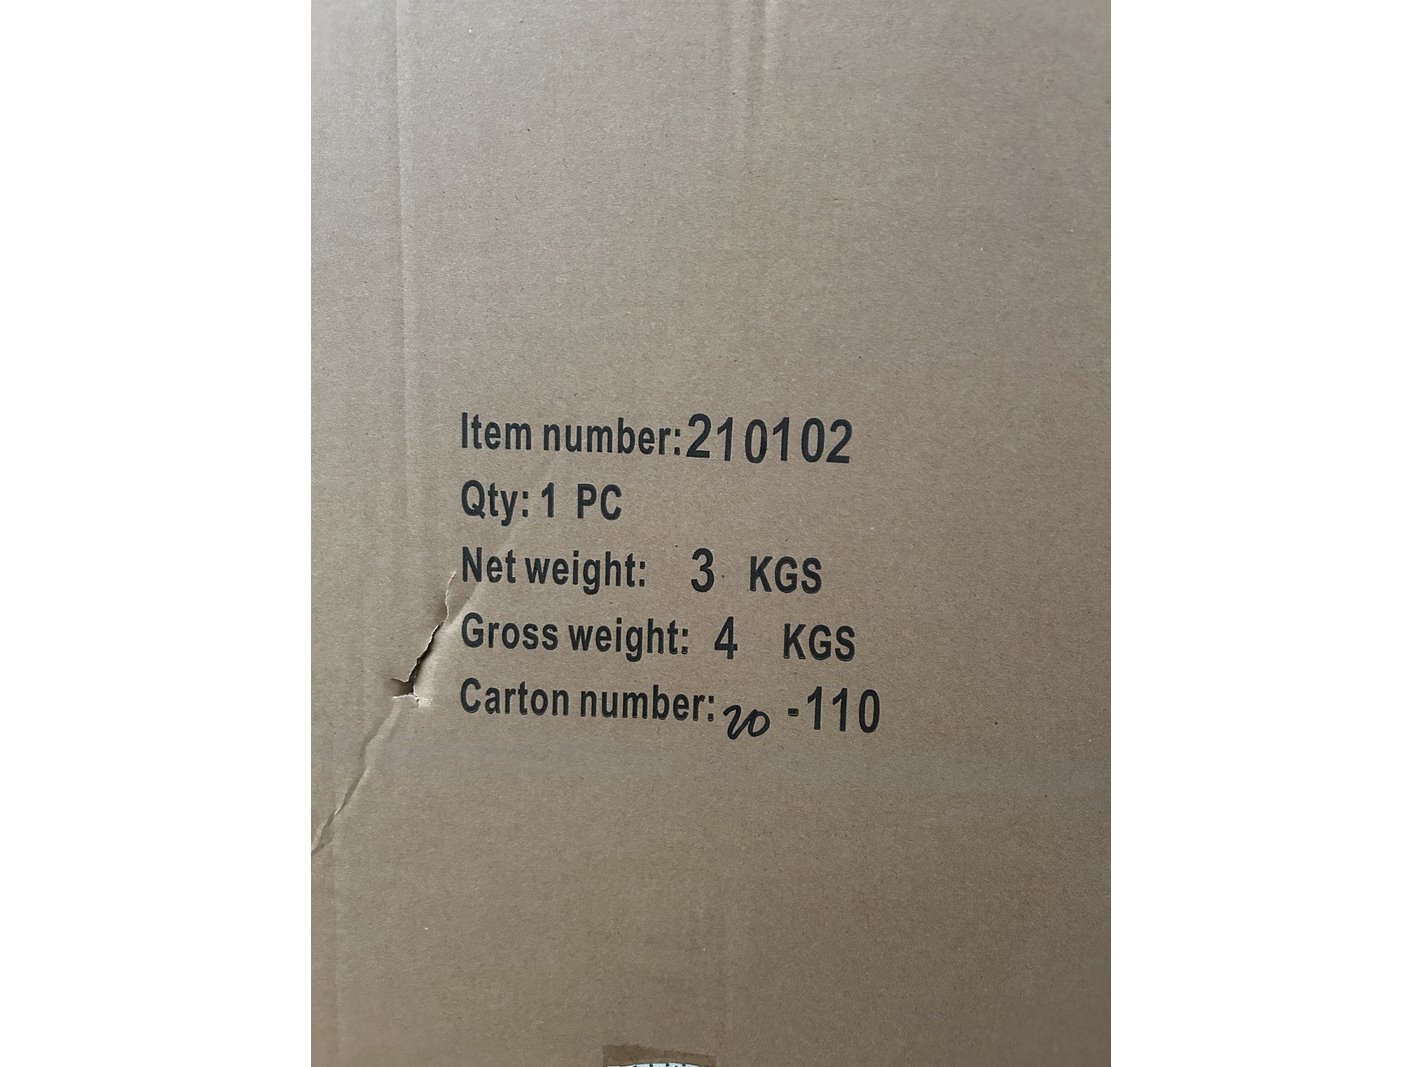 Item number:210102
Qty: 1 PC
Net weight: 3 KGS
Gross weight: 4 KGS
Carton number: 20 -110